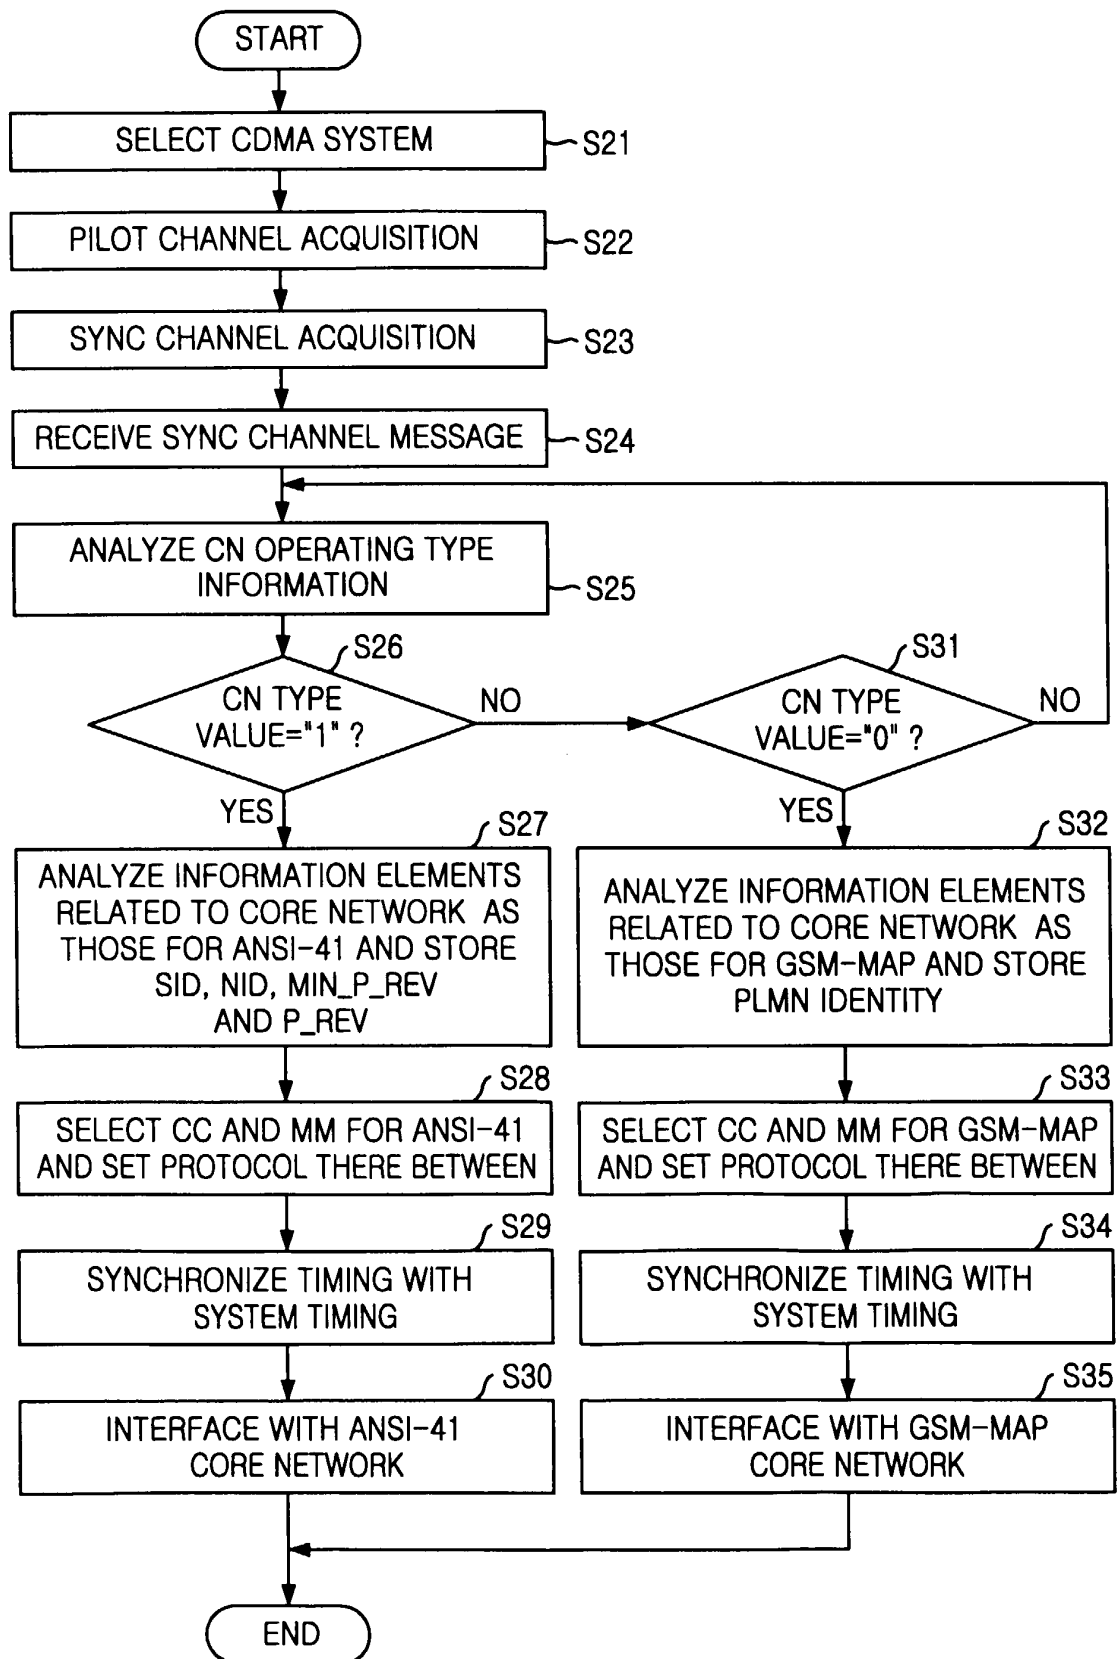 START
SELECT CDMA SYSTEM
S21
PILOT CHANNEL ACQUISITION
S22
SYNC CHANNEL ACQUISITION
S23
RECEIVE SYNC CHANNEL MESSAGE
S24
ANALYZE CN OPERATING TYPE
INFORMATION
S25
S26
CN TYPE
VALUE="1" ?
NO
YES
S31
CN TYPE
VALUE="0" ?
NO
YES
S27
ANALYZE INFORMATION ELEMENTS
RELATED TO CORE NETWORK AS
THOSE FOR ANSI-41 AND STORE
SID, NID, MIN_P_REV
AND P_REV
S32
ANALYZE INFORMATION ELEMENTS
RELATED TO CORE NETWORK AS
THOSE FOR GSM-MAP AND STORE
PLMN IDENTITY
S28
SELECT CC AND MM FOR ANSI-41
AND SET PROTOCOL THERE BETWEEN
S33
SELECT CC AND MM FOR GSM-MAP
AND SET PROTOCOL THERE BETWEEN
S29
SYNCHRONIZE TIMING WITH
SYSTEM TIMING
S34
SYNCHRONIZE TIMING WITH
SYSTEM TIMING
S30
INTERFACE WITH ANSI-41
CORE NETWORK
S35
INTERFACE WITH GSM-MAP
CORE NETWORK
END